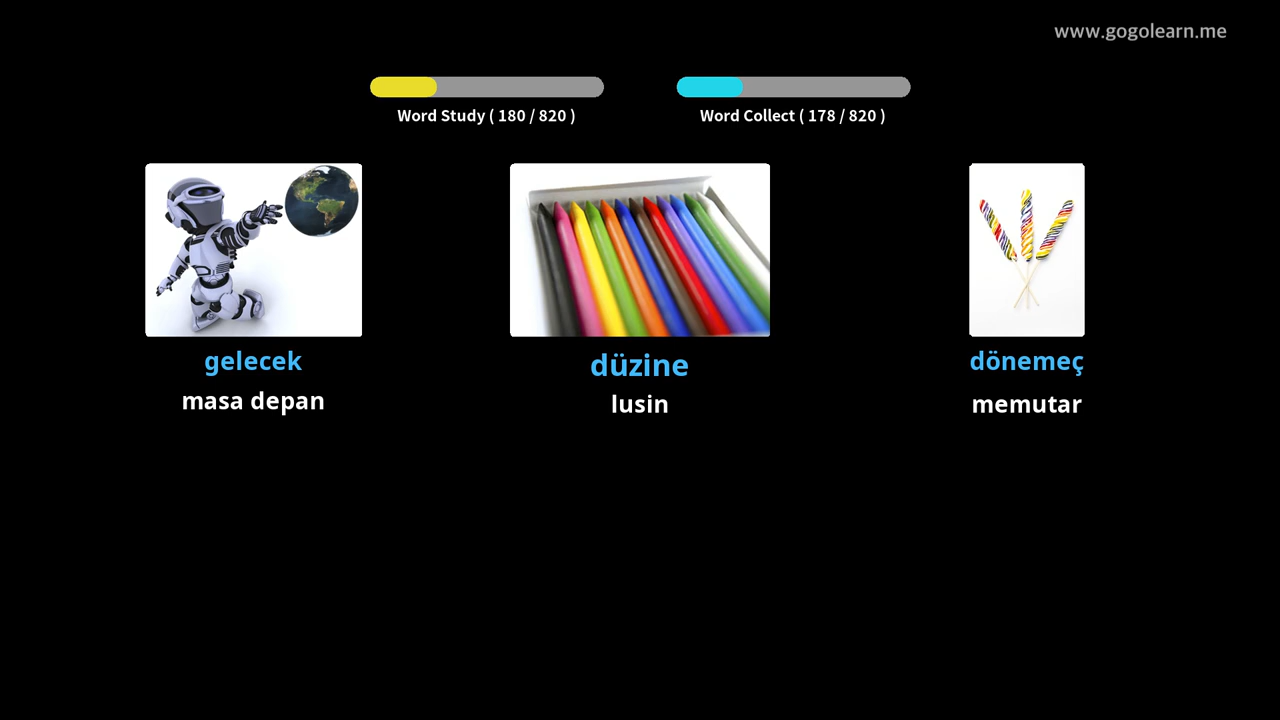 www.gogolearn.me
Word Study ( 180 / 820 )
Word Collect ( 178 / 820 )
gelecek
masa depan
düzine
lusin
dönemeç
memutar